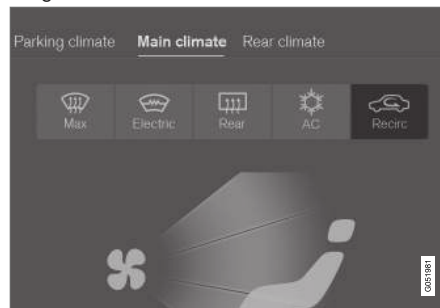 Parking climate Main climate Rear climate
Max Electric Rear AC Recirc
G051981